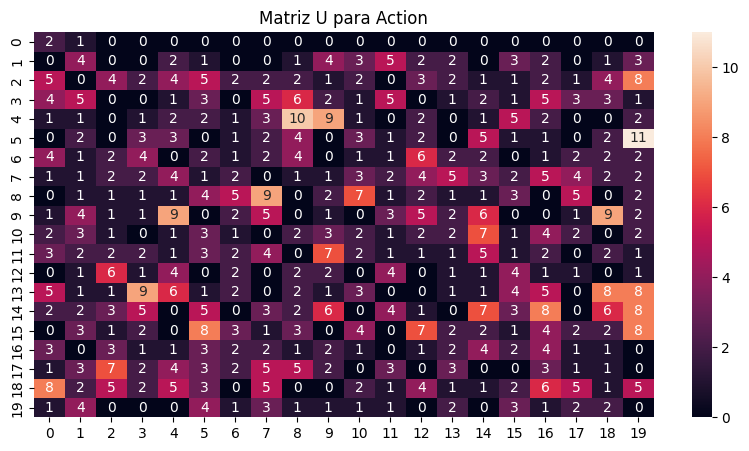 Matriz U para Action
0 2 1 0 0 0 0 0 0 0 0 0 0 0 0 0 0 0 0 0 0
1 0 4 0 0 2 1 0 0 1 4 3 5 2 2 0 3 2 0 1 3
2 5 0 4 2 4 5 2 2 2 1 2 0 3 2 1 1 2 1 4 8
3 4 5 0 0 1 3 0 5 6 2 1 5 0 1 2 1 5 3 3 1
4 1 1 0 1 2 2 1 3 10 9 1 0 2 0 1 5 2 0 0 2
5 0 2 0 3 3 0 1 2 4 0 3 1 2 0 5 1 1 0 2 11
6 4 1 2 4 0 2 1 2 4 0 1 1 6 2 2 0 1 2 2 2
7 1 1 2 2 4 1 2 0 1 1 3 2 4 5 3 2 5 4 2 2
8 0 1 1 1 1 4 5 9 0 2 7 1 2 1 1 3 0 5 0 2
9 1 4 1 1 9 0 2 5 0 1 0 3 5 2 6 0 0 1 9 2
10 2 3 1 0 1 3 1 0 2 3 2 1 2 2 7 1 4 2 0 2
11 3 2 2 2 1 3 2 4 0 7 2 1 1 1 5 1 2 0 2 1
12 0 1 6 1 4 0 2 0 2 2 0 4 0 1 1 4 1 1 0 1
13 5 1 1 9 6 1 2 0 2 1 3 0 0 1 1 4 5 0 8 8
14 2 2 3 5 0 5 0 3 2 6 0 4 1 0 7 3 8 0 6 8
15 0 3 1 2 0 8 3 1 3 0 4 0 7 2 2 1 4 2 2 8
16 3 0 3 1 1 3 2 2 1 2 1 0 1 2 4 2 4 1 1 0
17 1 3 7 2 4 3 2 5 5 2 0 3 0 3 0 0 3 1 1 0
18 8 2 5 2 5 3 0 5 0 0 2 1 4 1 1 2 6 5 1 5
19 1 4 0 0 0 4 1 3 1 1 1 1 0 2 0 3 1 2 2 0
0 1 2 3 4 5 6 7 8 9 10 11 12 13 14 15 16 17 18 19
10
8
6
4
2
0